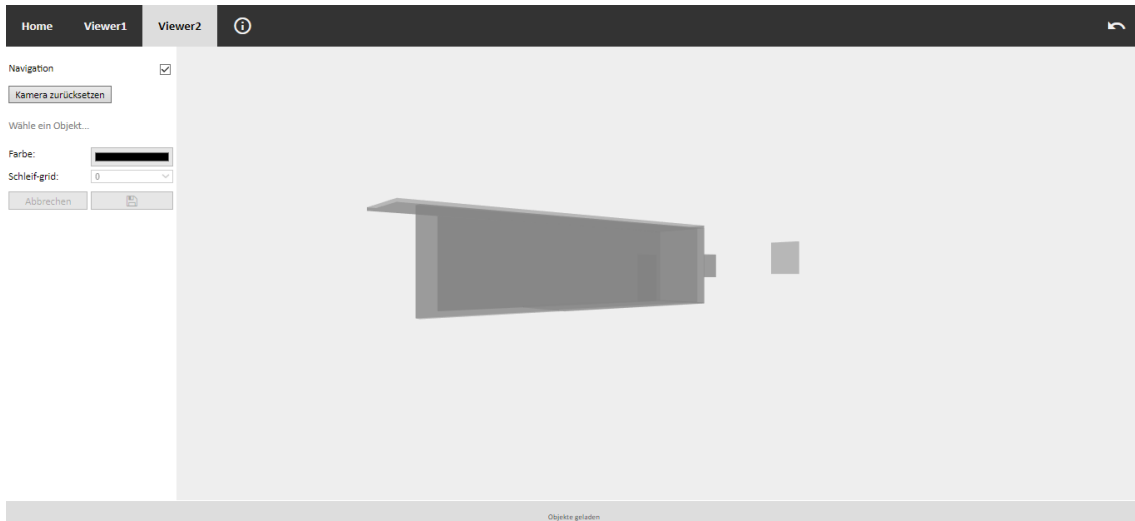 Home Viewer1 Viewer2
Navigation
Kamera zurücksetzen
Wähle ein Objekt...
Farbe:
Schleif-grid: 0
Abbrechen
Objekte geladen